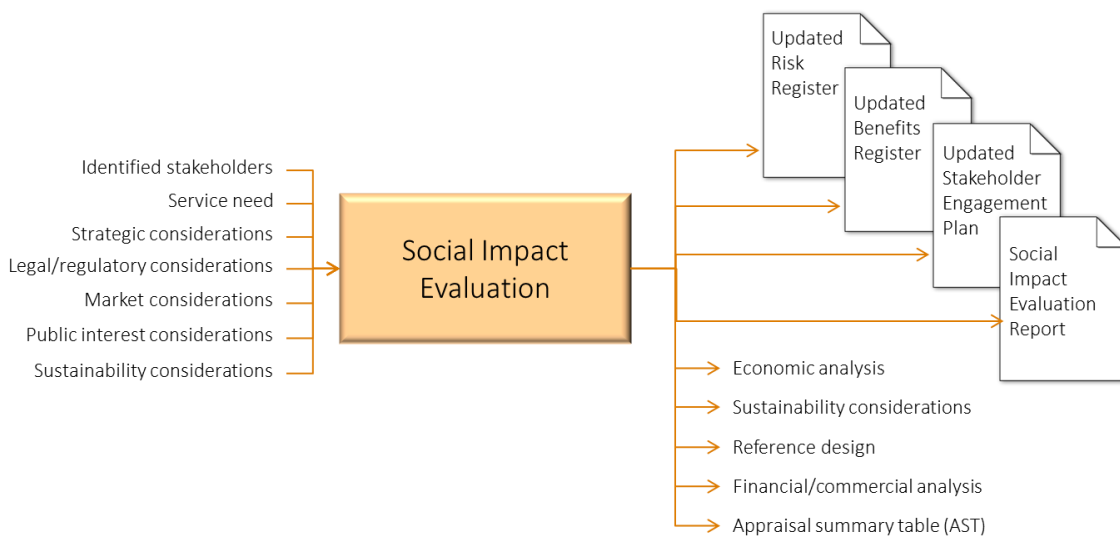 Identified stakeholders
Service need
Strategic considerations
Legal/regulatory considerations
Market considerations
Public interest considerations
Sustainability considerations
Social Impact
Evaluation
Updated
Risk
Register
Updated
Benefits
Register
Updated
Stakeholder
Engagement
Plan
Social
Impact
Evaluation
Report
Economic analysis
Sustainability considerations
Reference design
Financial/commercial analysis
Appraisal summary table (AST)